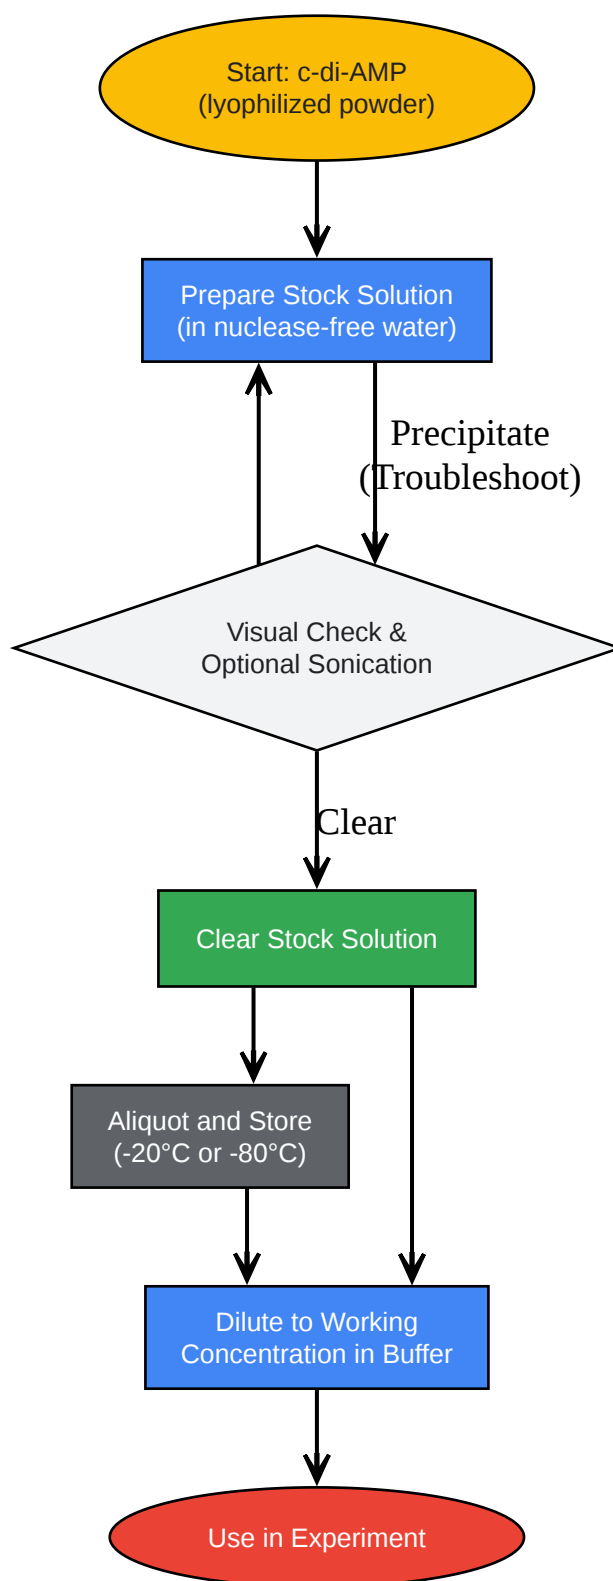 Start: c-di-AMP
(lyophilized powder)
Prepare Stock Solution
(in nuclease-free water)
Precipitate
(Troubleshoot)
Visual Check &
Optional Sonication
Clear
Clear Stock Solution
Aliquot and Store
(-20°C or -80°C)
Dilute to Working
Concentration in Buffer
Use in Experiment